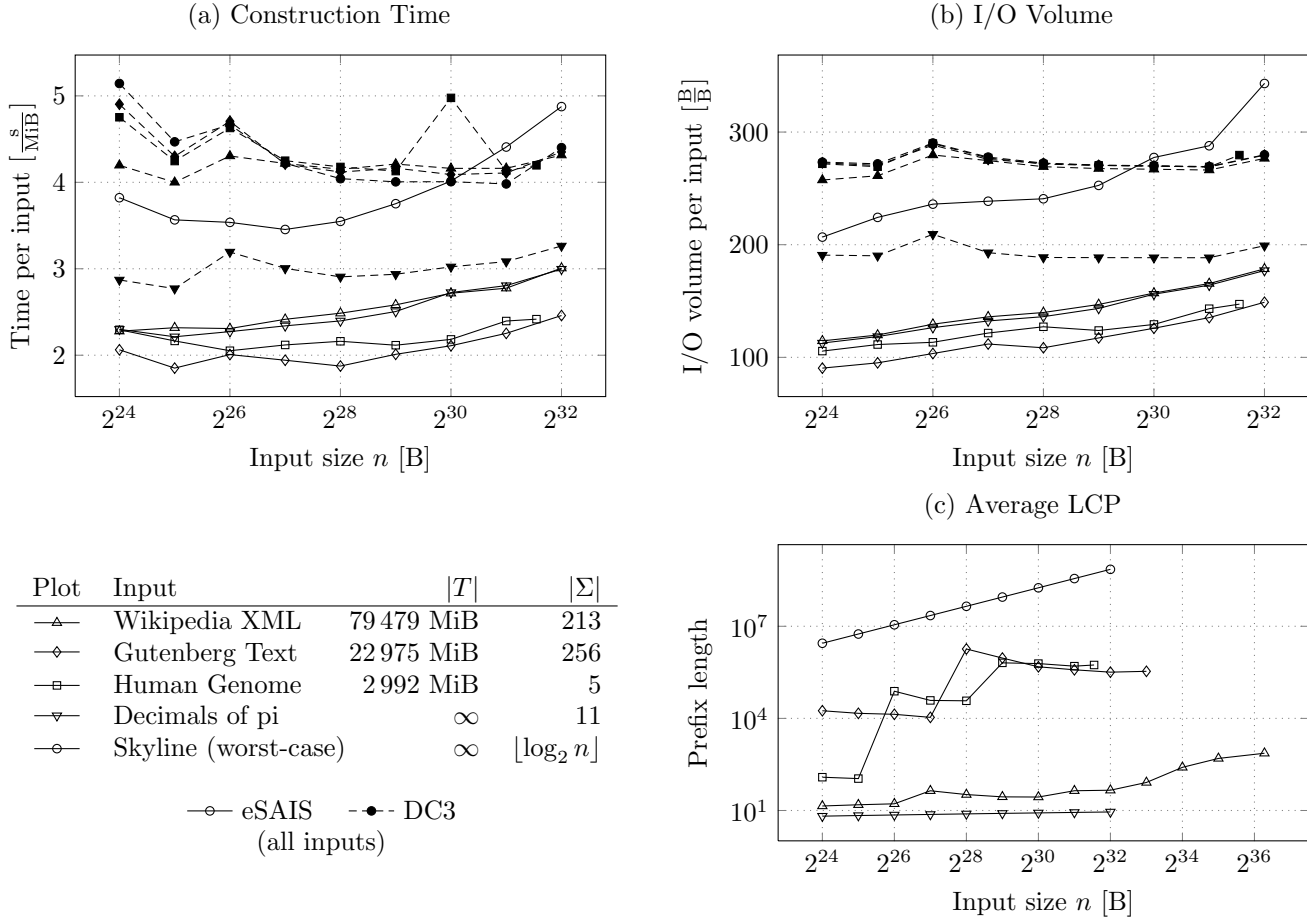 (a) Construction Time
Time per input [s/MiB]
5
4
3
2
2^24 2^26 2^28 2^30 2^32
Input size n [B]
(b) I/O Volume
I/O volume per input [B/B]
300
200
100
2^24 2^26 2^28 2^30 2^32
Input size n [B]
Plot Input |T| |Σ|
Wikipedia XML 79 479 MiB 213
Gutenberg Text 22 975 MiB 256
Human Genome 2 992 MiB 5
Decimals of pi ∞ 11
Skyline (worst-case) ∞ ⌊log₂ n⌋
eSAIS DC3
(all inputs)
(c) Average LCP
Prefix length
10^7
10^4
10^1
2^24 2^26 2^28 2^30 2^32 2^34 2^36
Input size n [B]